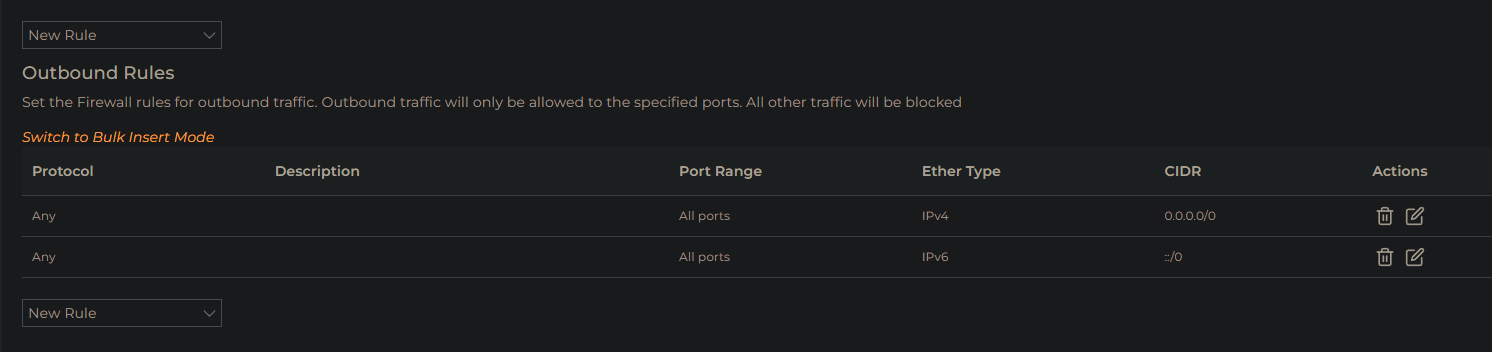 New Rule
Outbound Rules
Set the Firewall rules for outbound traffic. Outbound traffic will only be allowed to the specified ports. All other traffic will be blocked
Switch to Bulk Insert Mode
Protocol Description Port Range Ether Type CIDR Actions
Any All ports IPv4 0.0.0.0/0
Any All ports IPv6 ::/0
New Rule